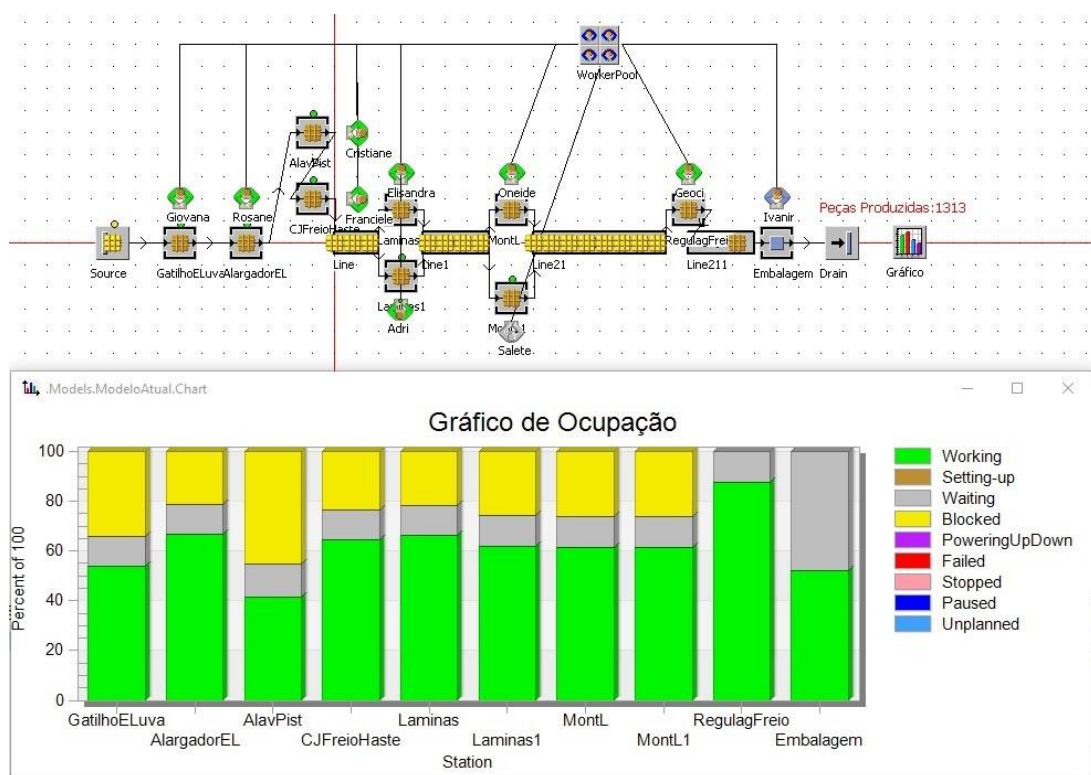 WorkerPool
AlavPist
Cristiane
Giovana
Rosane
CJFreioHaste
Franciele
Elisandra
Oneide
Geoci
Ivanir
Peças Produzidas:1313
Source
GatilhoELuva
AlargadorEL
Line
Laminas
Line1
MontL
Line21
RegulagFreio
Line211
Embalagem
Drain
Gráfico
Adri
Salete
.Models.ModeloAtual.Chart
Gráfico de Ocupação
Percent of 100
100
80
60
40
20
0
GatilhoELuva
AlargadorEL
AlavPist
CJFreioHaste
Laminas
Laminas1
MontL
MontL1
RegulagFreio
Embalagem
Station
Working
Setting-up
Waiting
Blocked
PoweringUpDown
Failed
Stopped
Paused
Unplanned